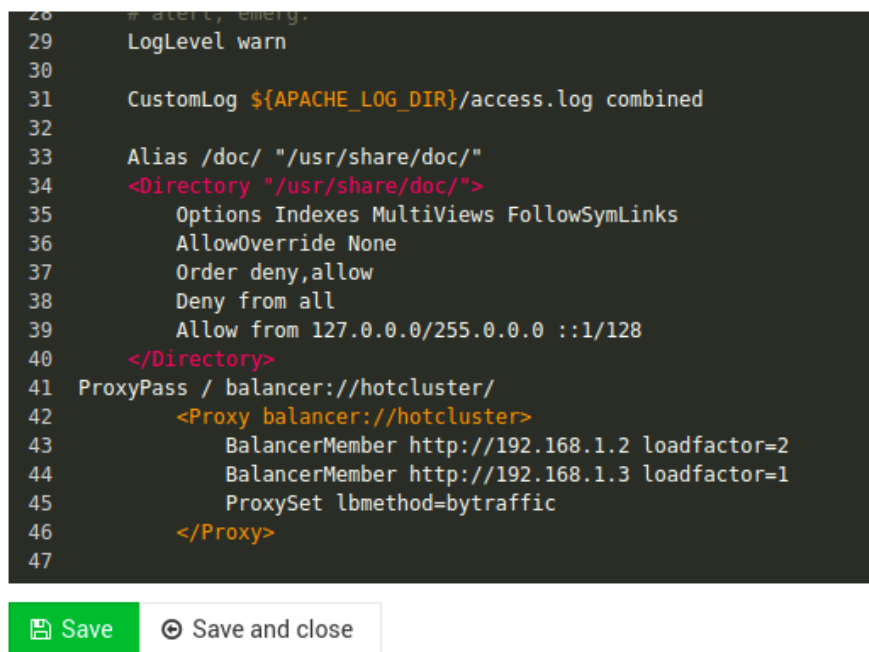 28 # alert, emerg.
29 LogLevel warn
30
31 CustomLog ${APACHE_LOG_DIR}/access.log combined
32
33 Alias /doc/ "/usr/share/doc/"
34 <Directory "/usr/share/doc/">
35 Options Indexes MultiViews FollowSymLinks
36 AllowOverride None
37 Order deny,allow
38 Deny from all
39 Allow from 127.0.0.0/255.0.0.0 ::1/128
40 </Directory>
41 ProxyPass / balancer://hotcluster/
42 <Proxy balancer://hotcluster>
43 BalancerMember http://192.168.1.2 loadfactor=2
44 BalancerMember http://192.168.1.3 loadfactor=1
45 ProxySet lbmethod=bytraffic
46 </Proxy>
47
Save Save and close